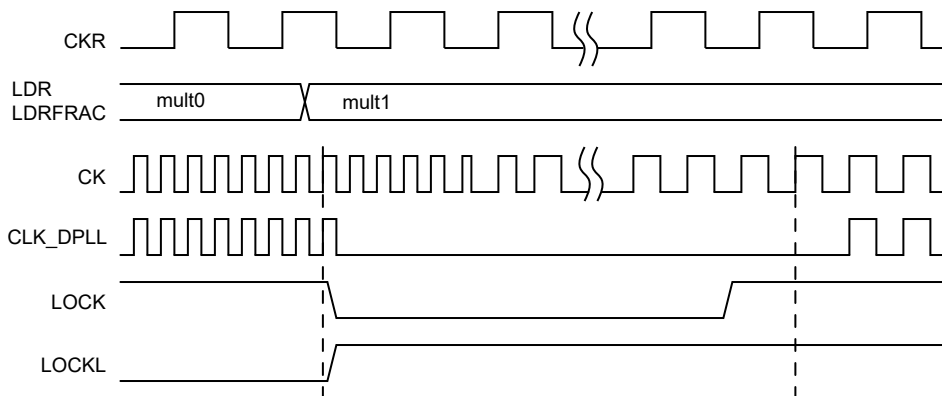 CKR
LDR
LDRFRAC
mult0
mult1
CK
CLK_DPLL
LOCK
LOCKL